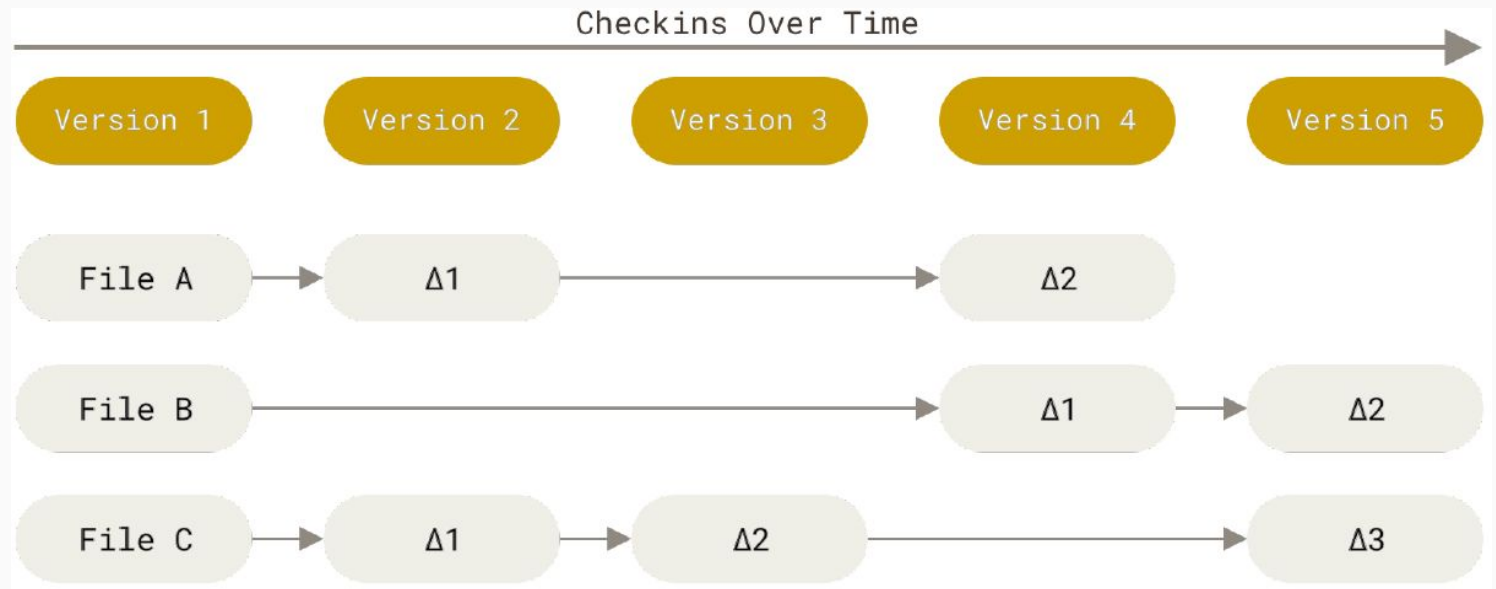 Checkins Over Time
Version 1 Version 2 Version 3 Version 4 Version 5
File A Δ1 Δ2
File B Δ1 Δ2
File C Δ1 Δ2 Δ3